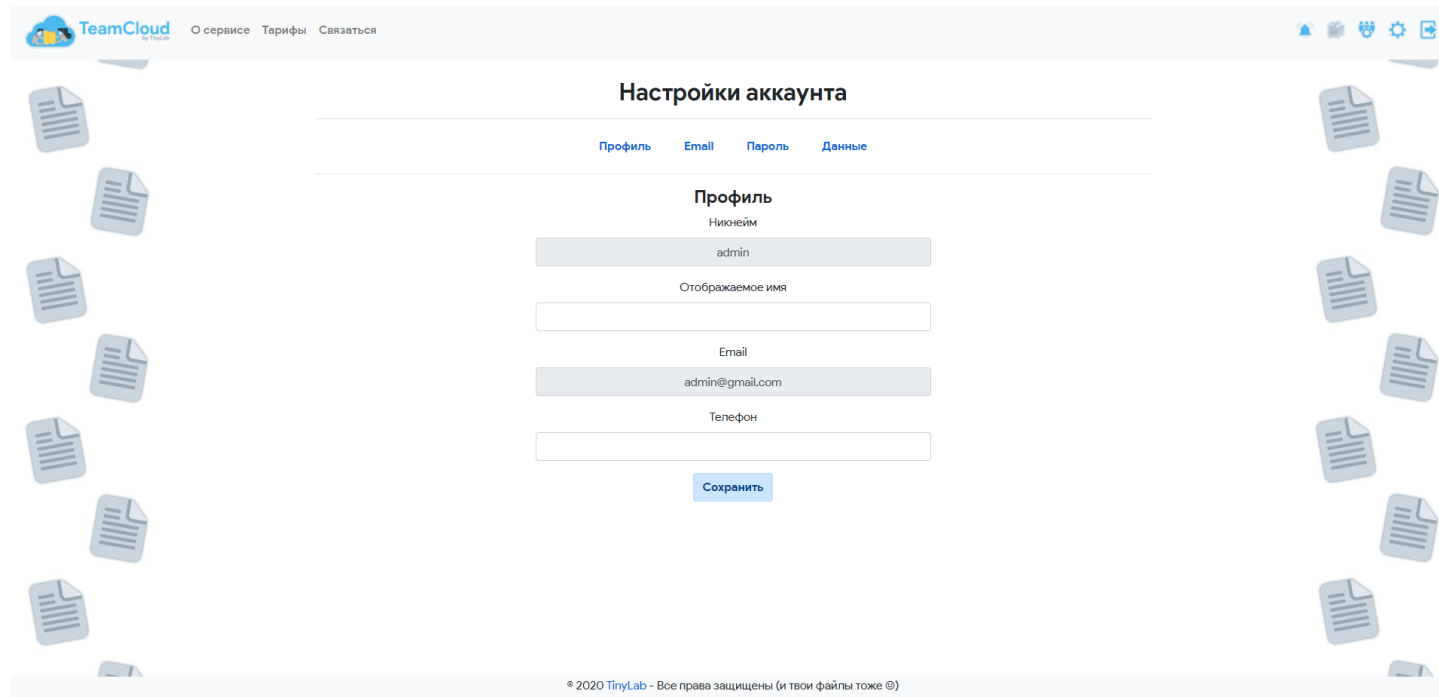 TeamCloud
by TinyLab
О сервисе Тарифы Связаться
Настройки аккаунта
Профиль Email Пароль Данные
Профиль
Никнейм
admin
Отображаемое имя
Email
admin@gmail.com
Телефон
Сохранить
© 2020 TinyLab - Все права защищены (и твои файлы тоже ☺)